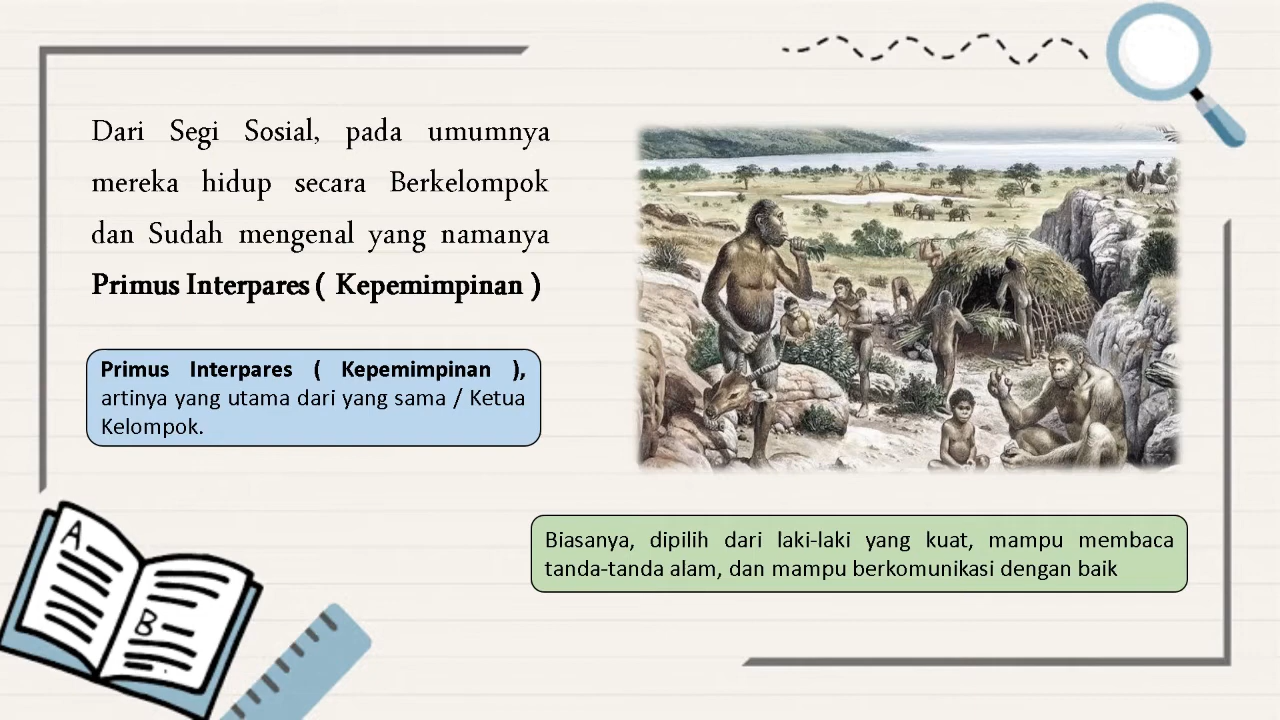 Dari Segi Sosial, pada umumnya
mereka hidup secara Berkelompok
dan Sudah mengenal yang namanya
Primus Interpares ( Kepemimpinan )
Primus Interpares ( Kepemimpinan ),
artinya yang utama dari yang sama / Ketua
Kelompok.
Biasanya, dipilih dari laki-laki yang kuat, mampu membaca
tanda-tanda alam, dan mampu berkomunikasi dengan baik
A
B